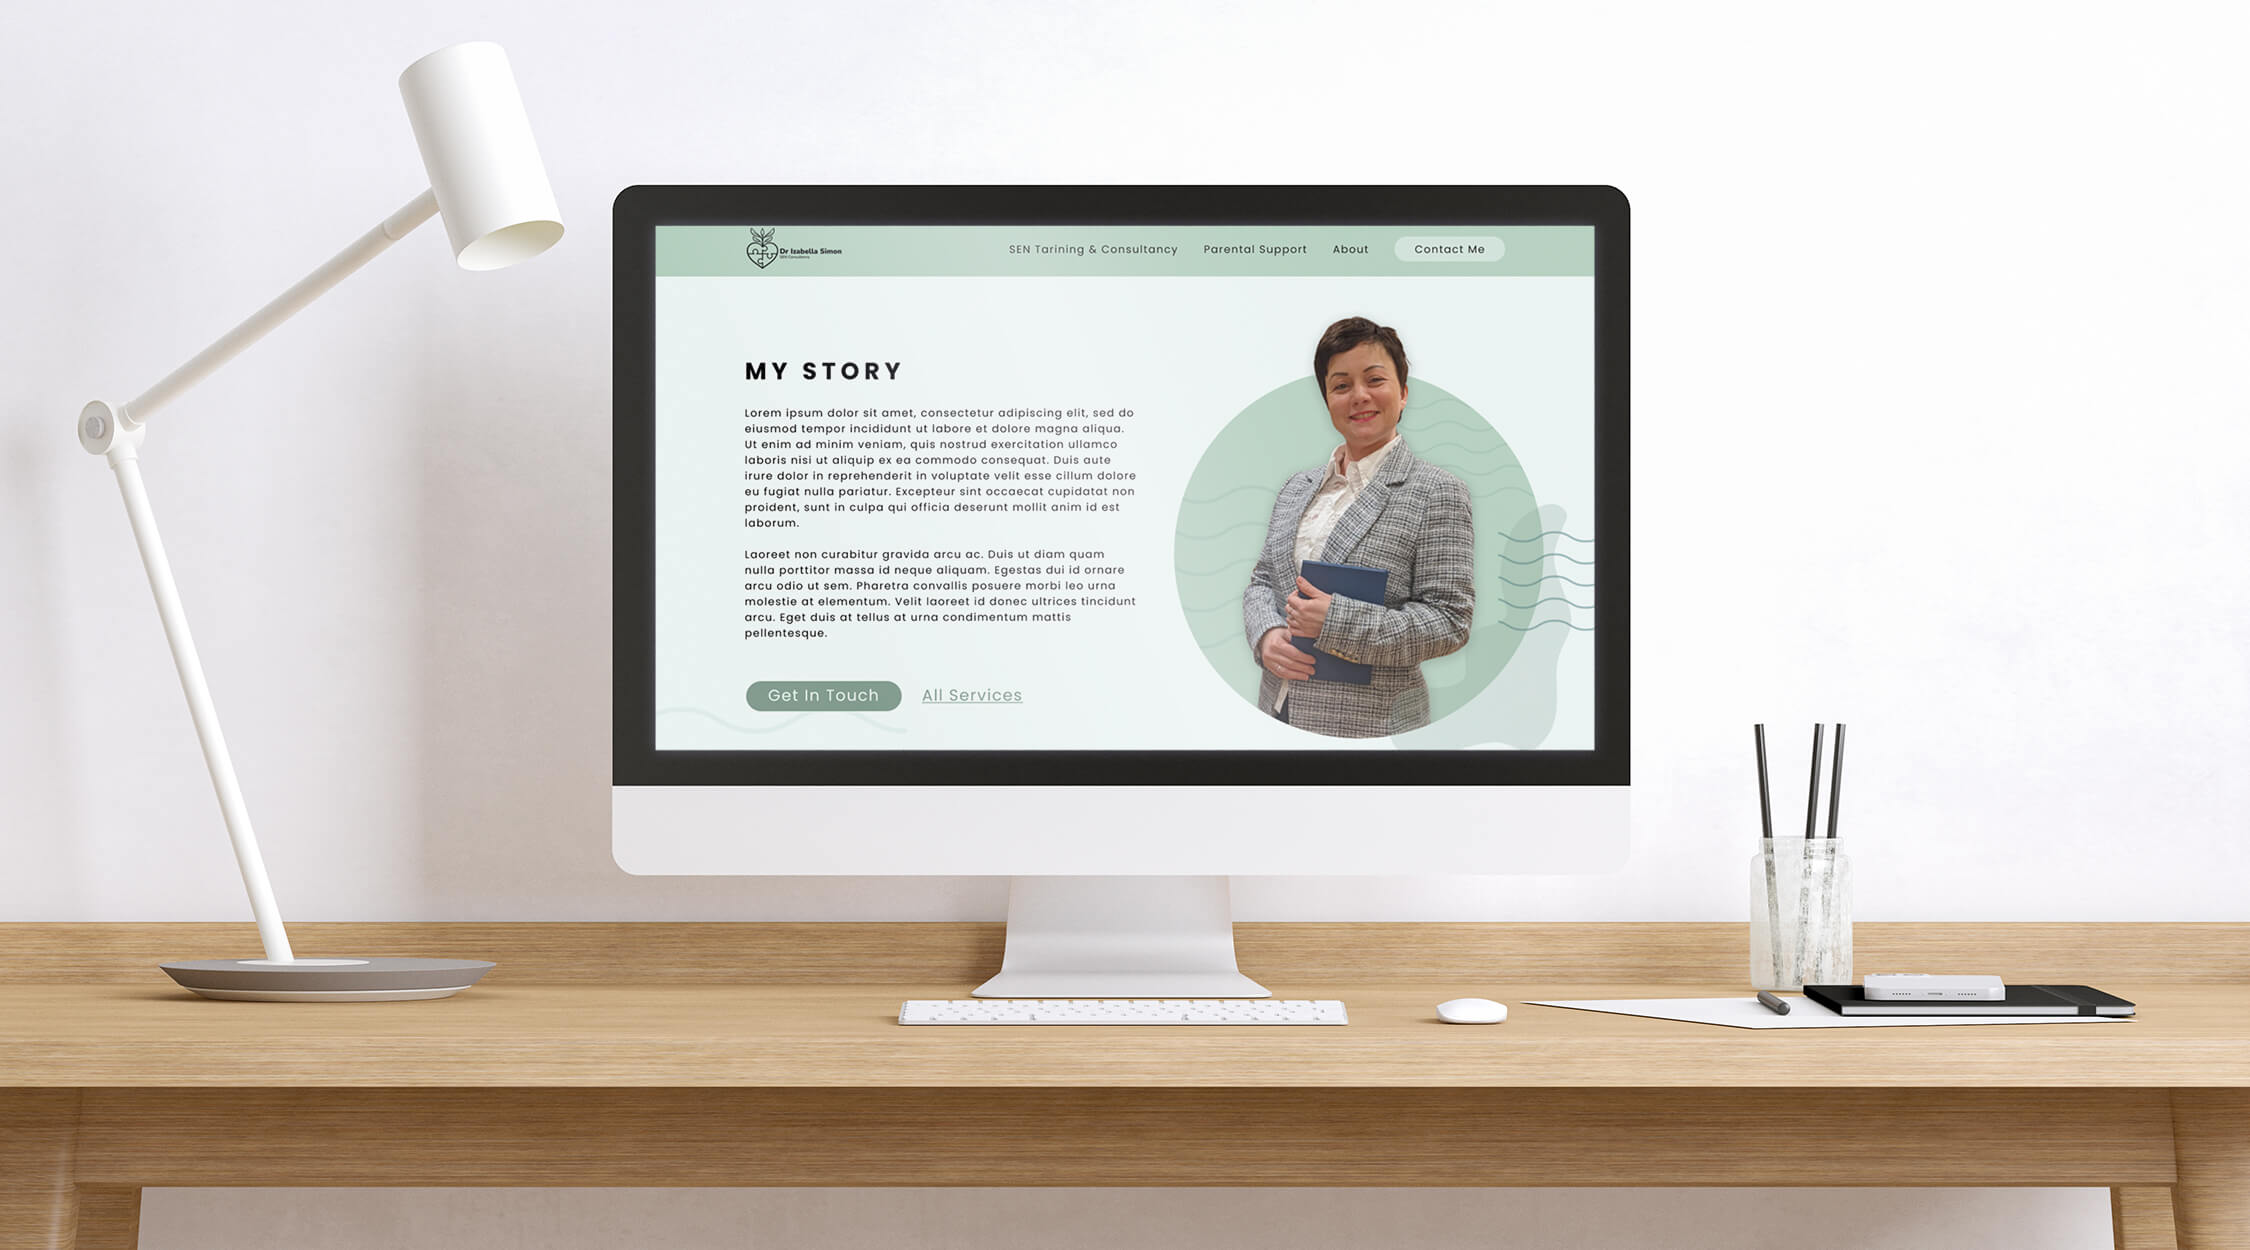 Dr Izabella Simon
SEN Consultancy
SEN Tarining & Consultancy
Parental Support
About
Contact Me
MY STORY
Lorem ipsum dolor sit amet, consectetur adipiscing elit, sed do
eiusmod tempor incididunt ut labore et dolore magna aliqua.
Ut enim ad minim veniam, quis nostrud exercitation ullamco
laboris nisi ut aliquip ex ea commodo consequat. Duis aute
irure dolor in reprehenderit in voluptate velit esse cillum dolore
eu fugiat nulla pariatur. Excepteur sint occaecat cupidatat non
proident, sunt in culpa qui officia deserunt mollit anim id est
laborum.
Laoreet non curabitur gravida arcu ac. Duis ut diam quam
nulla porttitor massa id neque aliquam. Egestas dui id ornare
arcu odio ut sem. Pharetra convallis posuere morbi leo urna
molestie at elementum. Velit laoreet id donec ultrices tincidunt
arcu. Eget duis at tellus at urna condimentum mattis
pellentesque.
Get In Touch
All Services